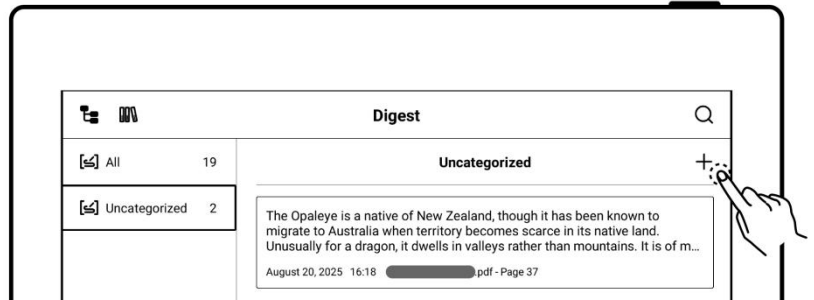 Digest
All 19
Uncategorized
Uncategorized 2
The Opaleye is a native of New Zealand, though it has been known to
migrate to Australia when territory becomes scarce in its native land.
Unusually for a dragon, it dwells in valleys rather than mountains. It is of m...
August 20, 2025 16:18 .pdf - Page 37